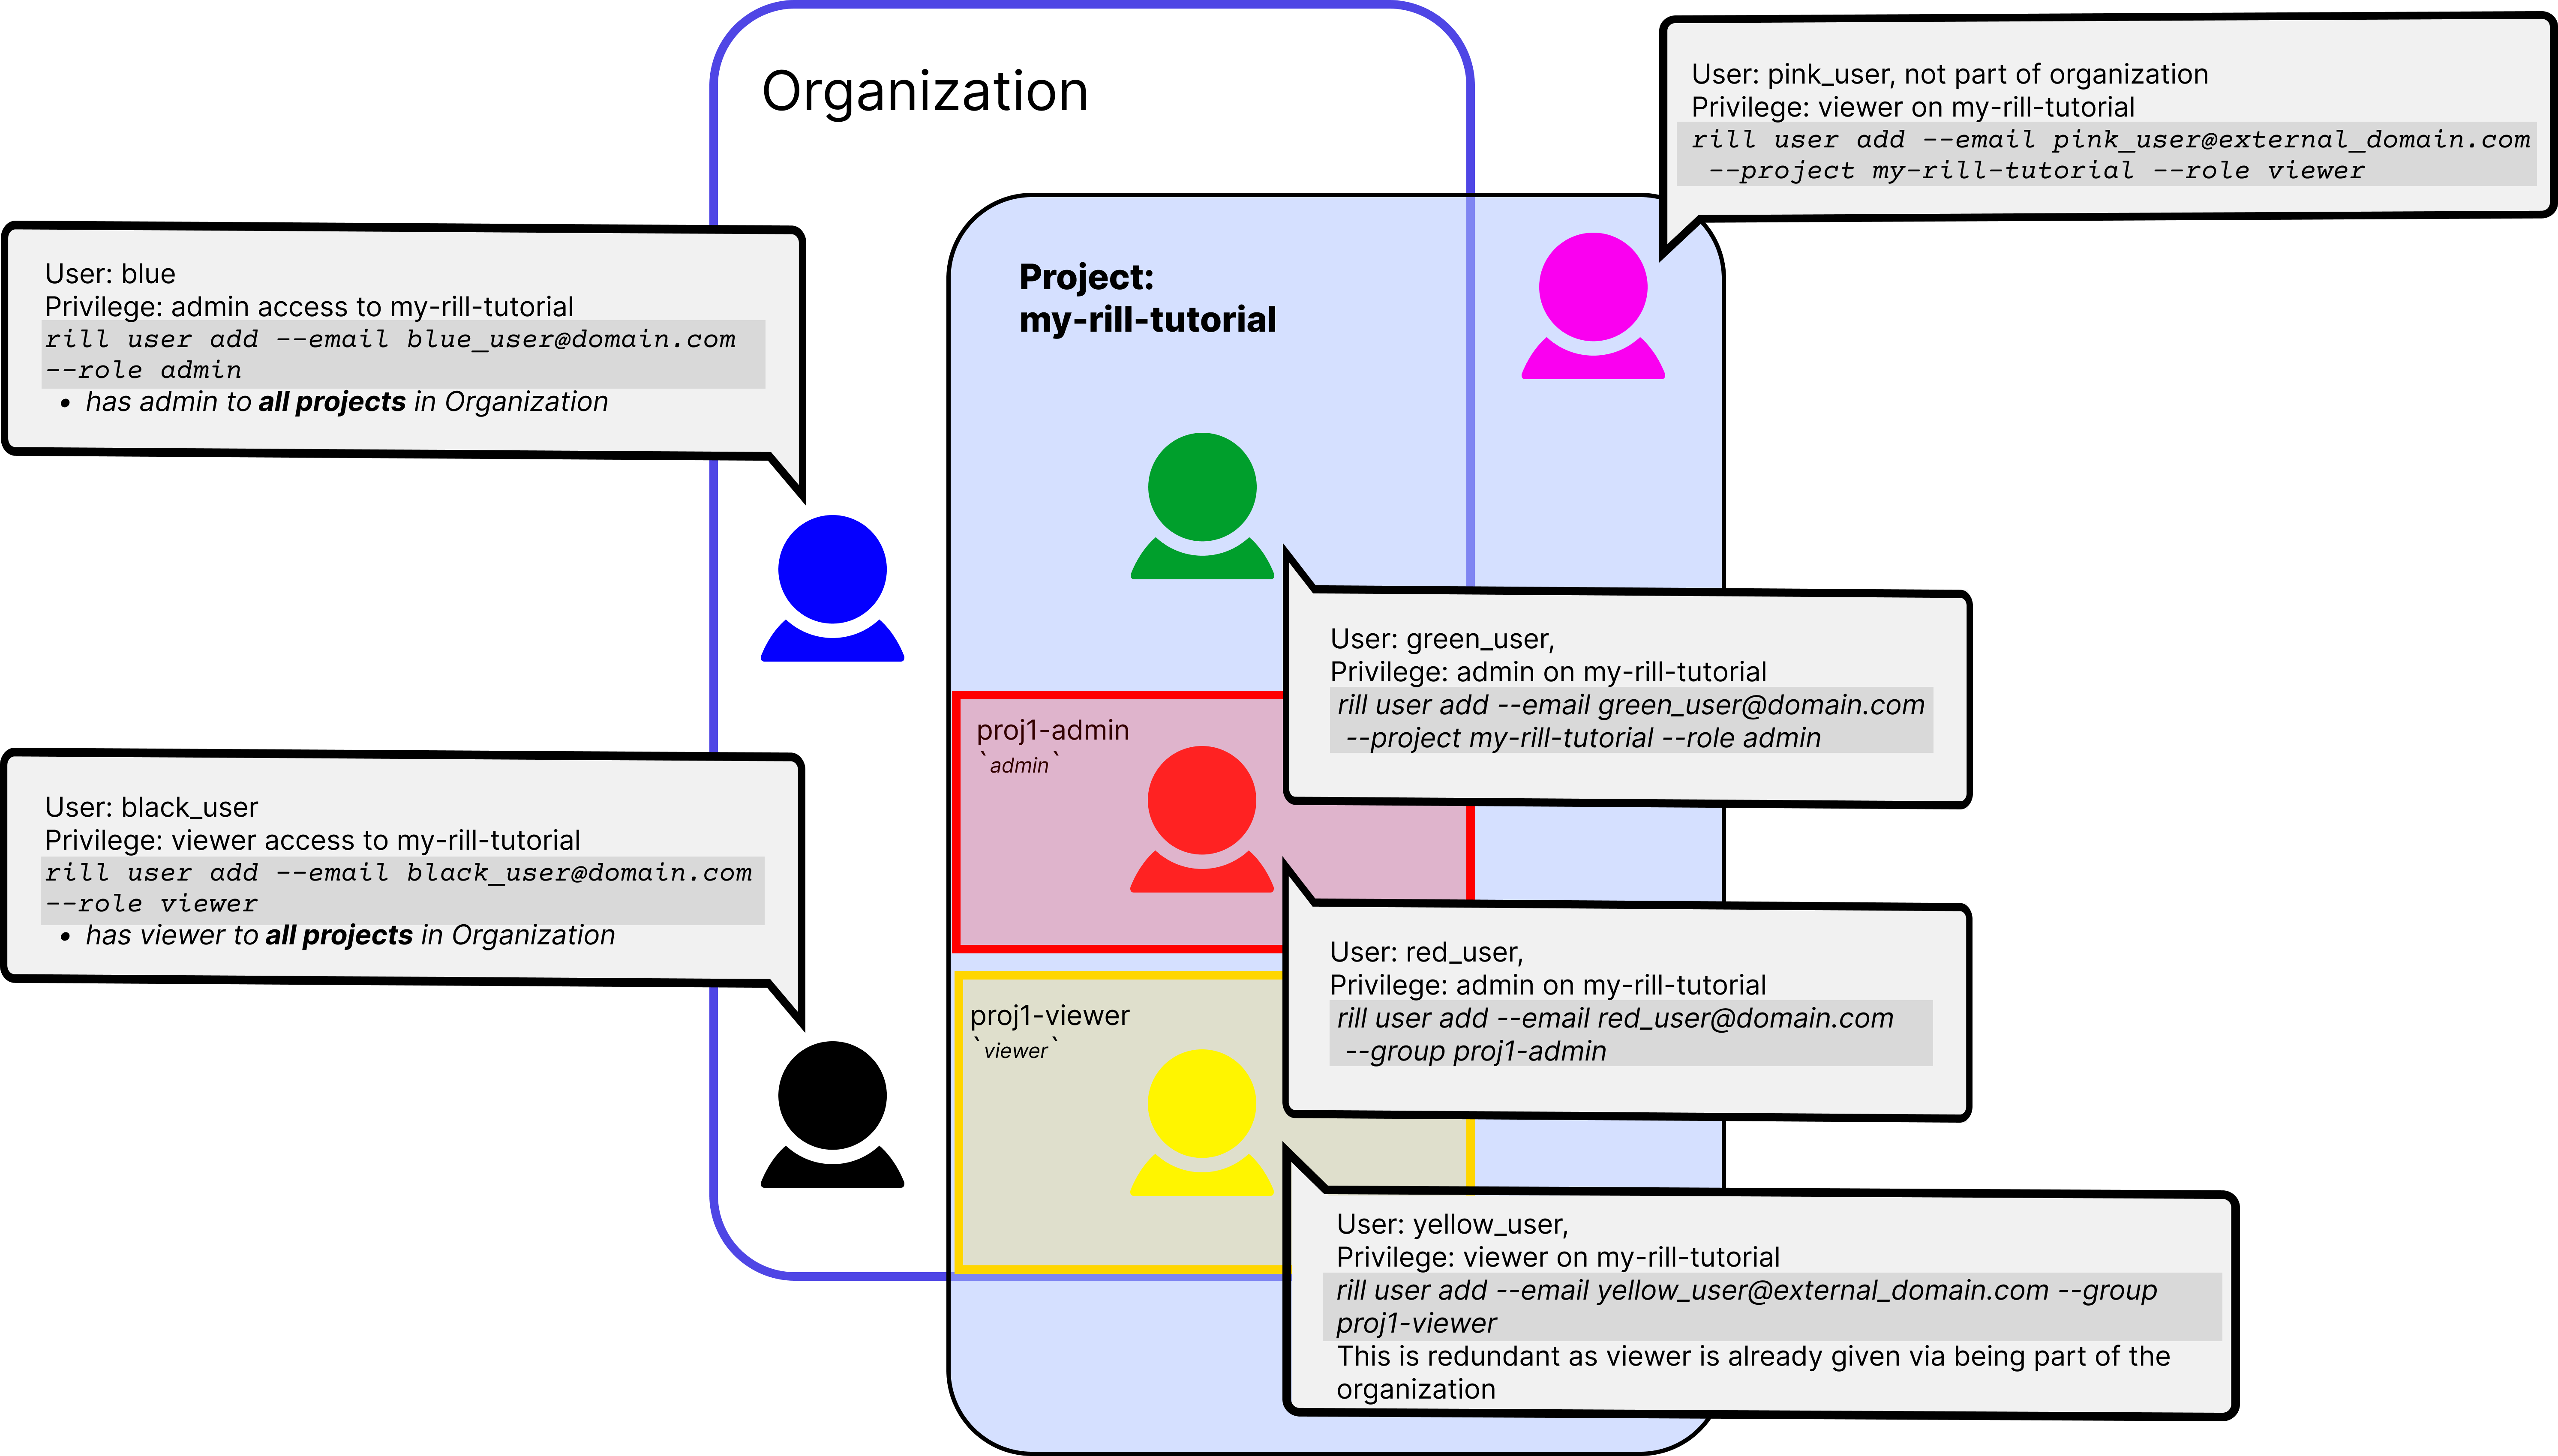 Organization
User: pink_user, not part of organization
Privilege: viewer on my-rill-tutorial
rill user add --email pink_user@external_domain.com
--project my-rill-tutorial --role viewer
User: blue
Privilege: admin access to my-rill-tutorial
rill user add --email blue_user@domain.com
--role admin
• has admin to all projects in Organization
Project:
my-rill-tutorial
User: green_user,
Privilege: admin on my-rill-tutorial
rill user add --email green_user@domain.com
--project my-rill-tutorial --role admin
proj1-admin
`admin`
User: black_user
Privilege: viewer access to my-rill-tutorial
rill user add --email black_user@domain.com
--role viewer
• has viewer to all projects in Organization
User: red_user,
Privilege: admin on my-rill-tutorial
rill user add --email red_user@domain.com
--group proj1-admin
proj1-viewer
`viewer`
User: yellow_user,
Privilege: viewer on my-rill-tutorial
rill user add --email yellow_user@external_domain.com --group
proj1-viewer
This is redundant as viewer is already given via being part of the
organization